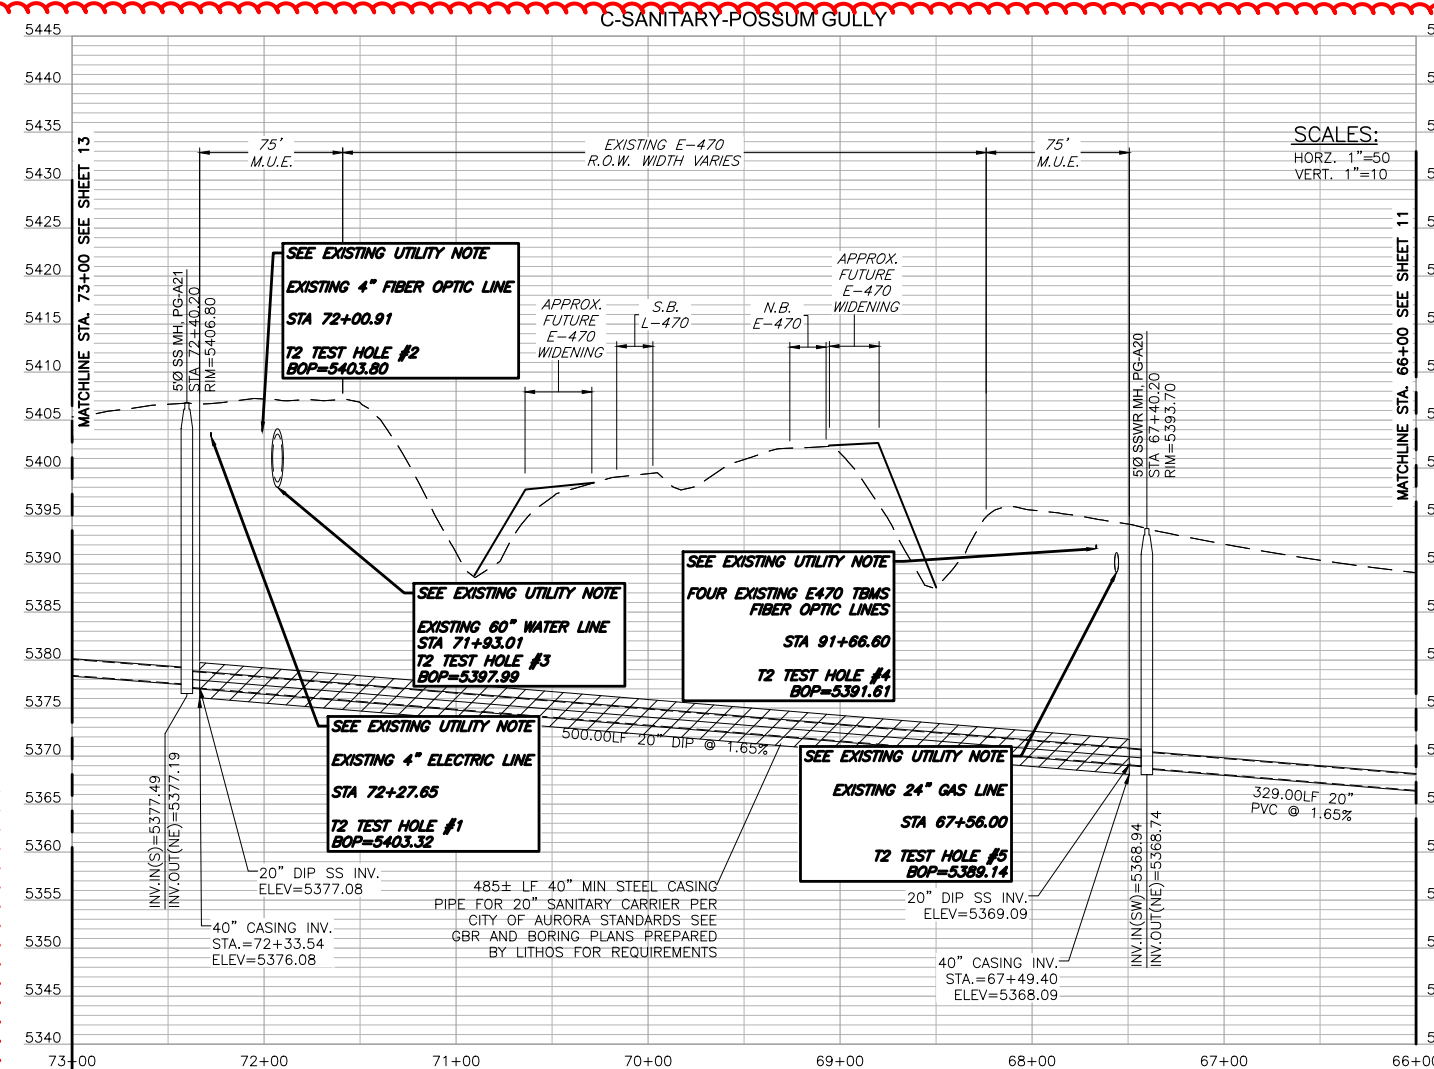 C-SANITARY-POSSUM GULLY
5445
5440
5435
5430
5425
5420
5415
5410
5405
5400
5395
5390
5385
5380
5375
5370
5365
5360
5355
5350
5345
5340
MATCHLINE STA. 73+00 SEE SHEET 13
75'
M.U.E.
EXISTING E-470
R.O.W. WIDTH VARIES
75'
M.U.E.
SCALES:
HORZ. 1"=50
VERT. 1"=10
MATCHLINE STA. 66+00 SEE SHEET 11
5'Ø SS MH, PG-A21
STA 72+40.20
RIM=5406.80
SEE EXISTING UTILITY NOTE
EXISTING 4" FIBER OPTIC LINE
STA 72+00.91
T2 TEST HOLE #2
BOP=5403.80
APPROX.
FUTURE
E-470
WIDENING
S.B.
L-470
N.B.
E-470
APPROX.
FUTURE
E-470
WIDENING
5'Ø SSWR MH, PG-A20
STA 67+40.20
RIM=5393.70
SEE EXISTING UTILITY NOTE
EXISTING 60" WATER LINE
STA 71+93.01
T2 TEST HOLE #3
BOP=5397.99
SEE EXISTING UTILITY NOTE
FOUR EXISTING E470 TBMS
FIBER OPTIC LINES
STA 91+66.60
T2 TEST HOLE #4
BOP=5391.61
SEE EXISTING UTILITY NOTE
EXISTING 4" ELECTRIC LINE
STA 72+27.65
T2 TEST HOLE #1
BOP=5403.32
500.00LF 20" DIP @ 1.65%
SEE EXISTING UTILITY NOTE
EXISTING 24" GAS LINE
STA 67+56.00
T2 TEST HOLE #5
BOP=5389.14
329.00LF 20"
PVC @ 1.65%
INV.IN(S)=5377.49
INV.OUT(NE)=5377.19
20" DIP SS INV.
ELEV=5377.08
40" CASING INV.
STA.=72+33.54
ELEV=5376.08
485± LF 40" MIN STEEL CASING
PIPE FOR 20" SANITARY CARRIER PER
CITY OF AURORA STANDARDS SEE
GBR AND BORING PLANS PREPARED
BY LITHOS FOR REQUIREMENTS
20" DIP SS INV.
ELEV=5369.09
40" CASING INV.
STA.=67+49.40
ELEV=5368.09
INV.IN(SW)=5368.94
INV.OUT(NE)=5368.74
73+00
72+00
71+00
70+00
69+00
68+00
67+00